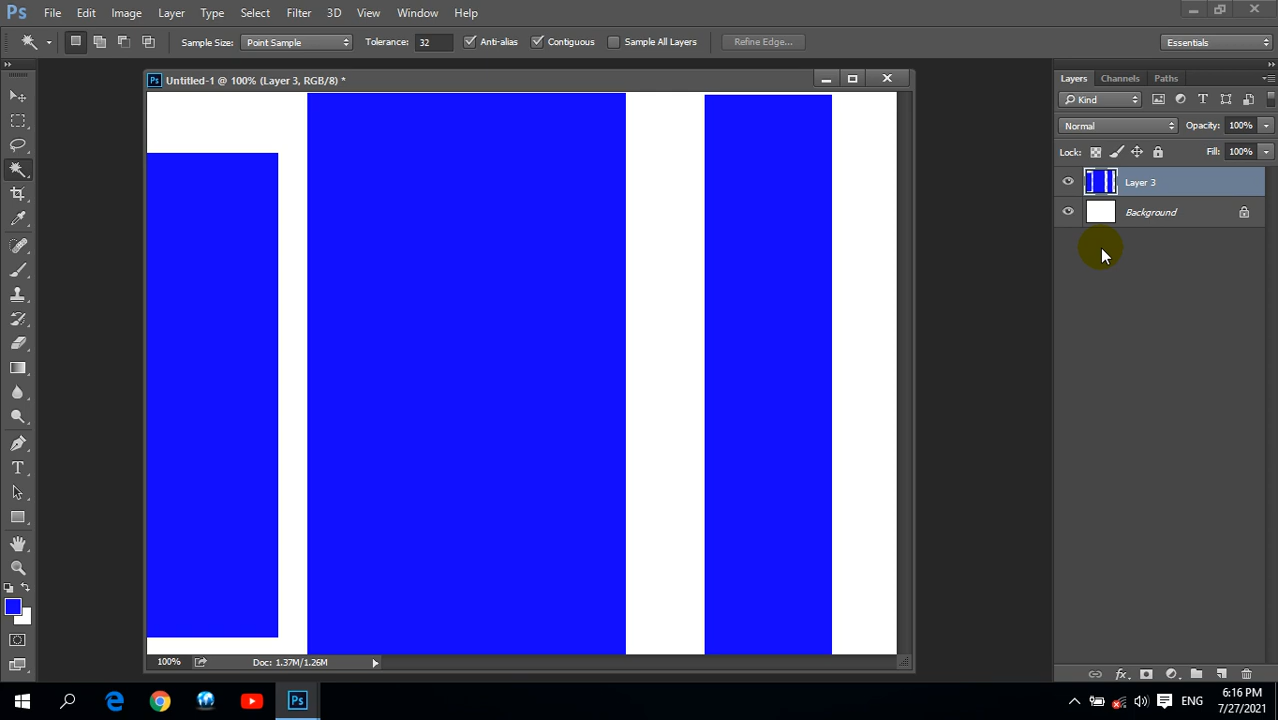 Ps File Edit Image Layer Type Select Filter 3D View Window Help
Sample Size: Point Sample Tolerance: 32 Anti-alias Contiguous Sample All Layers Refine Edge... Essentials
Ps Untitled-1 @ 100% (Layer 3, RGB/8) *
Layers Channels Paths
Kind T
Normal Opacity: 100%
Lock: Fill: 100%
Layer 3
Background
T
100% Doc: 1.37M/1.26M
fx
Ps ENG 6:16 PM
7/27/2021